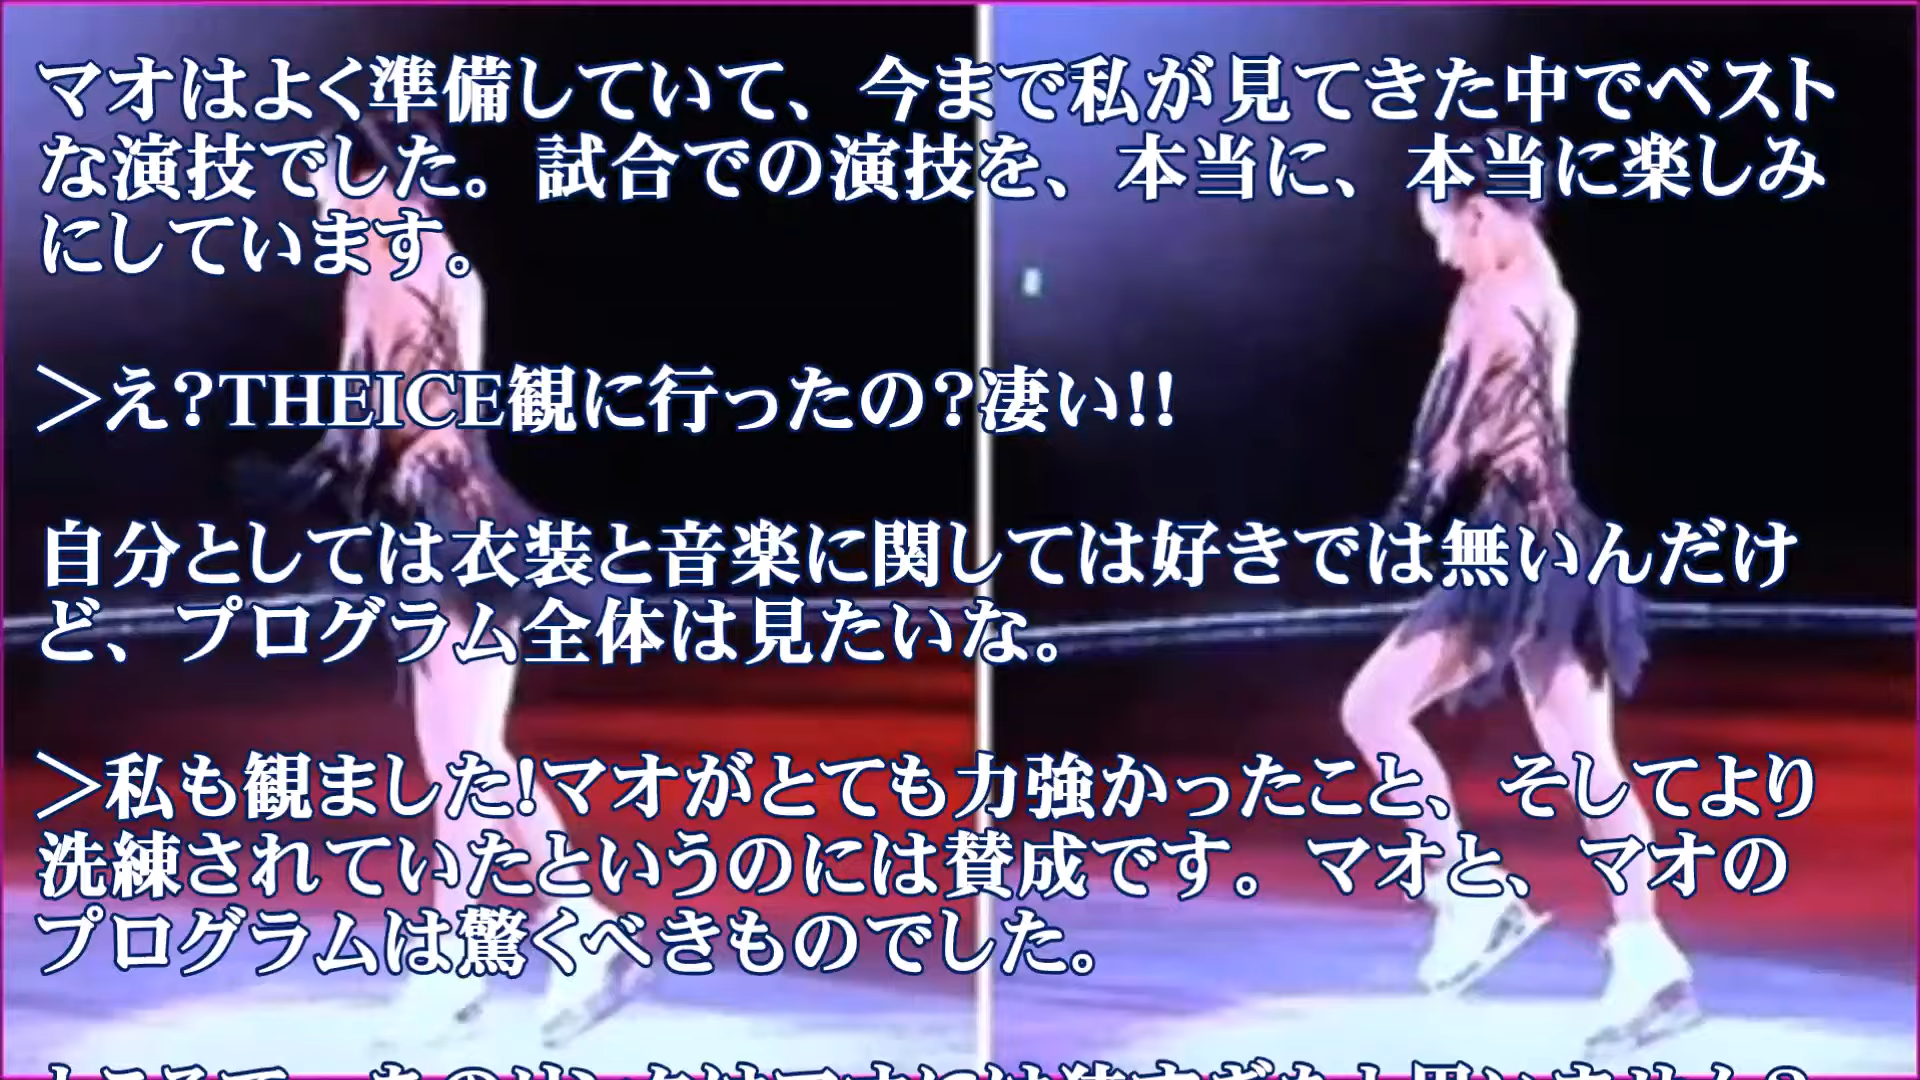 マオはよく準備していて、今まで私が見てきた中でベスト
な演技でした。試合での演技を、本当に、本当に楽しみ
にしています。
＞え？THEICE観に行ったの？凄い！！
自分としては衣装と音楽に関しては好きでは無いんだけ
ど、プログラム全体は見たいな。
＞私も観ました！マオがとても力強かったこと、そしてより
洗練されていたというのには賛成です。マオと、マオの
プログラムは驚くべきものでした。